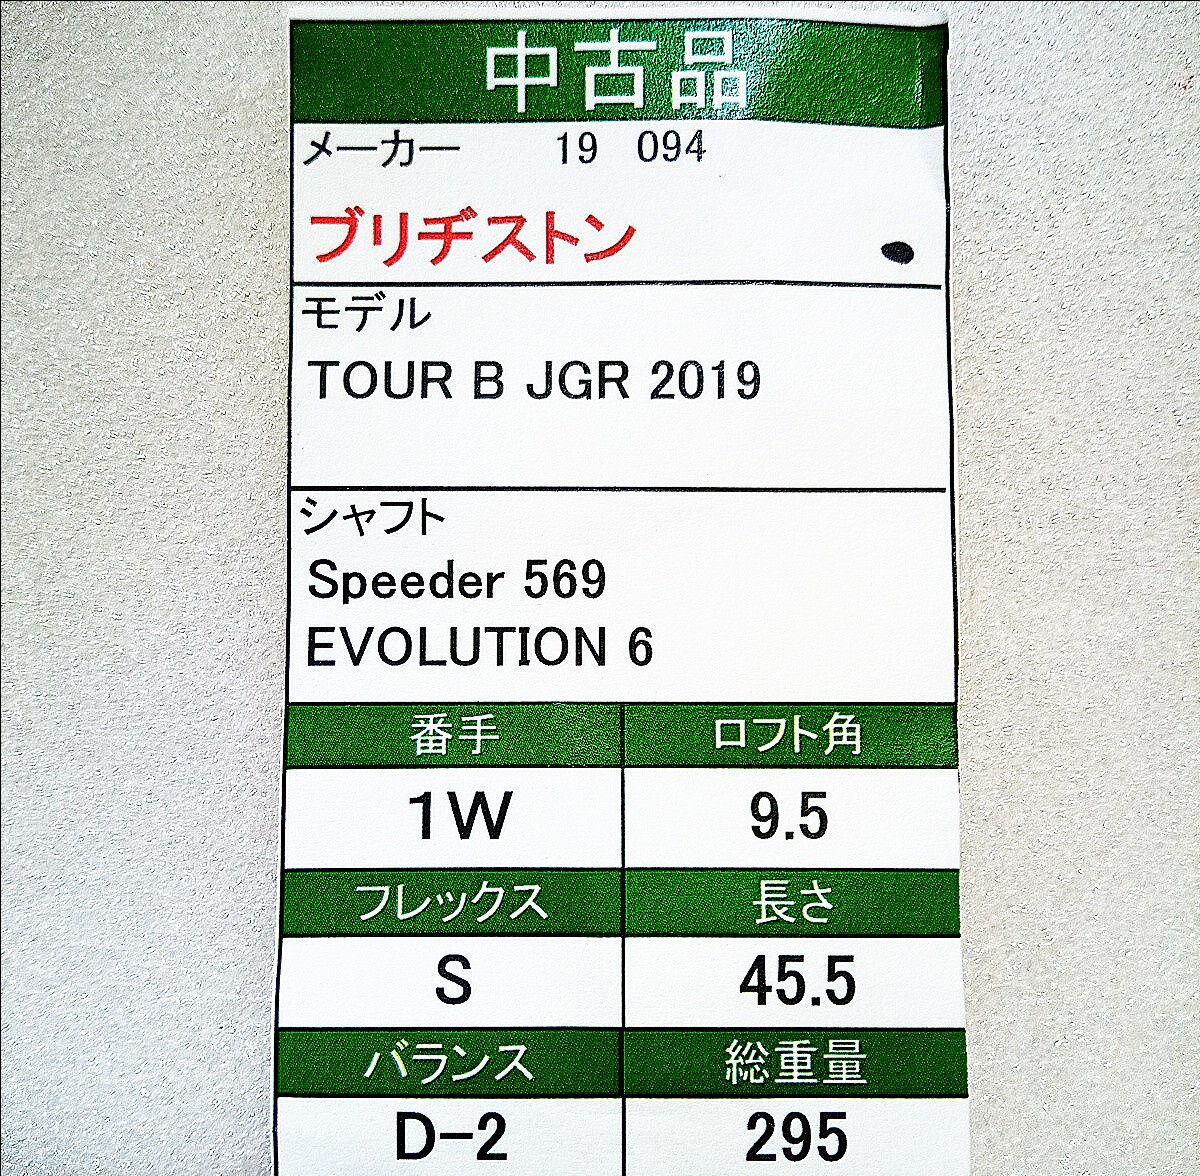 中古品
メーカー 19 094
ブリヂストン
モデル
TOUR B JGR 2019
シャフト
Speeder 569
EVOLUTION 6
番手 ロフト角
1W 9.5
フレックス 長さ
S 45.5
バランス 総重量
D-2 295